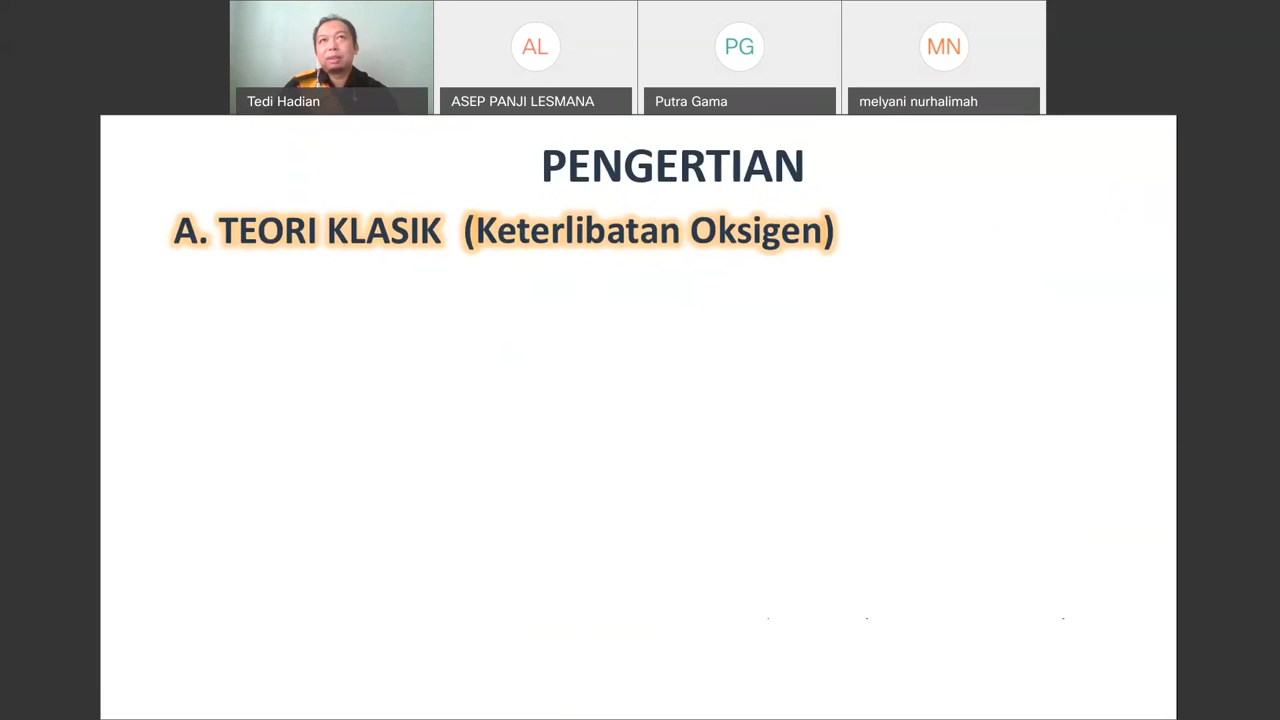 AL
PG
MN
Tedi Hadian
ASEP PANJI LESMANA
Putra Gama
melyani nurhalimah
PENGERTIAN
A. TEORI KLASIK (Keterlibatan Oksigen)